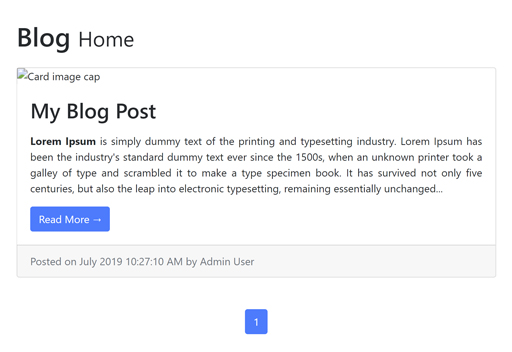 Blog Home
Card image cap
My Blog Post
Lorem Ipsum is simply dummy text of the printing and typesetting industry. Lorem Ipsum has
been the industry's standard dummy text ever since the 1500s, when an unknown printer took a
galley of type and scrambled it to make a type specimen book. It has survived not only five
centuries, but also the leap into electronic typesetting, remaining essentially unchanged...
Read More →
Posted on July 2019 10:27:10 AM by Admin User
1